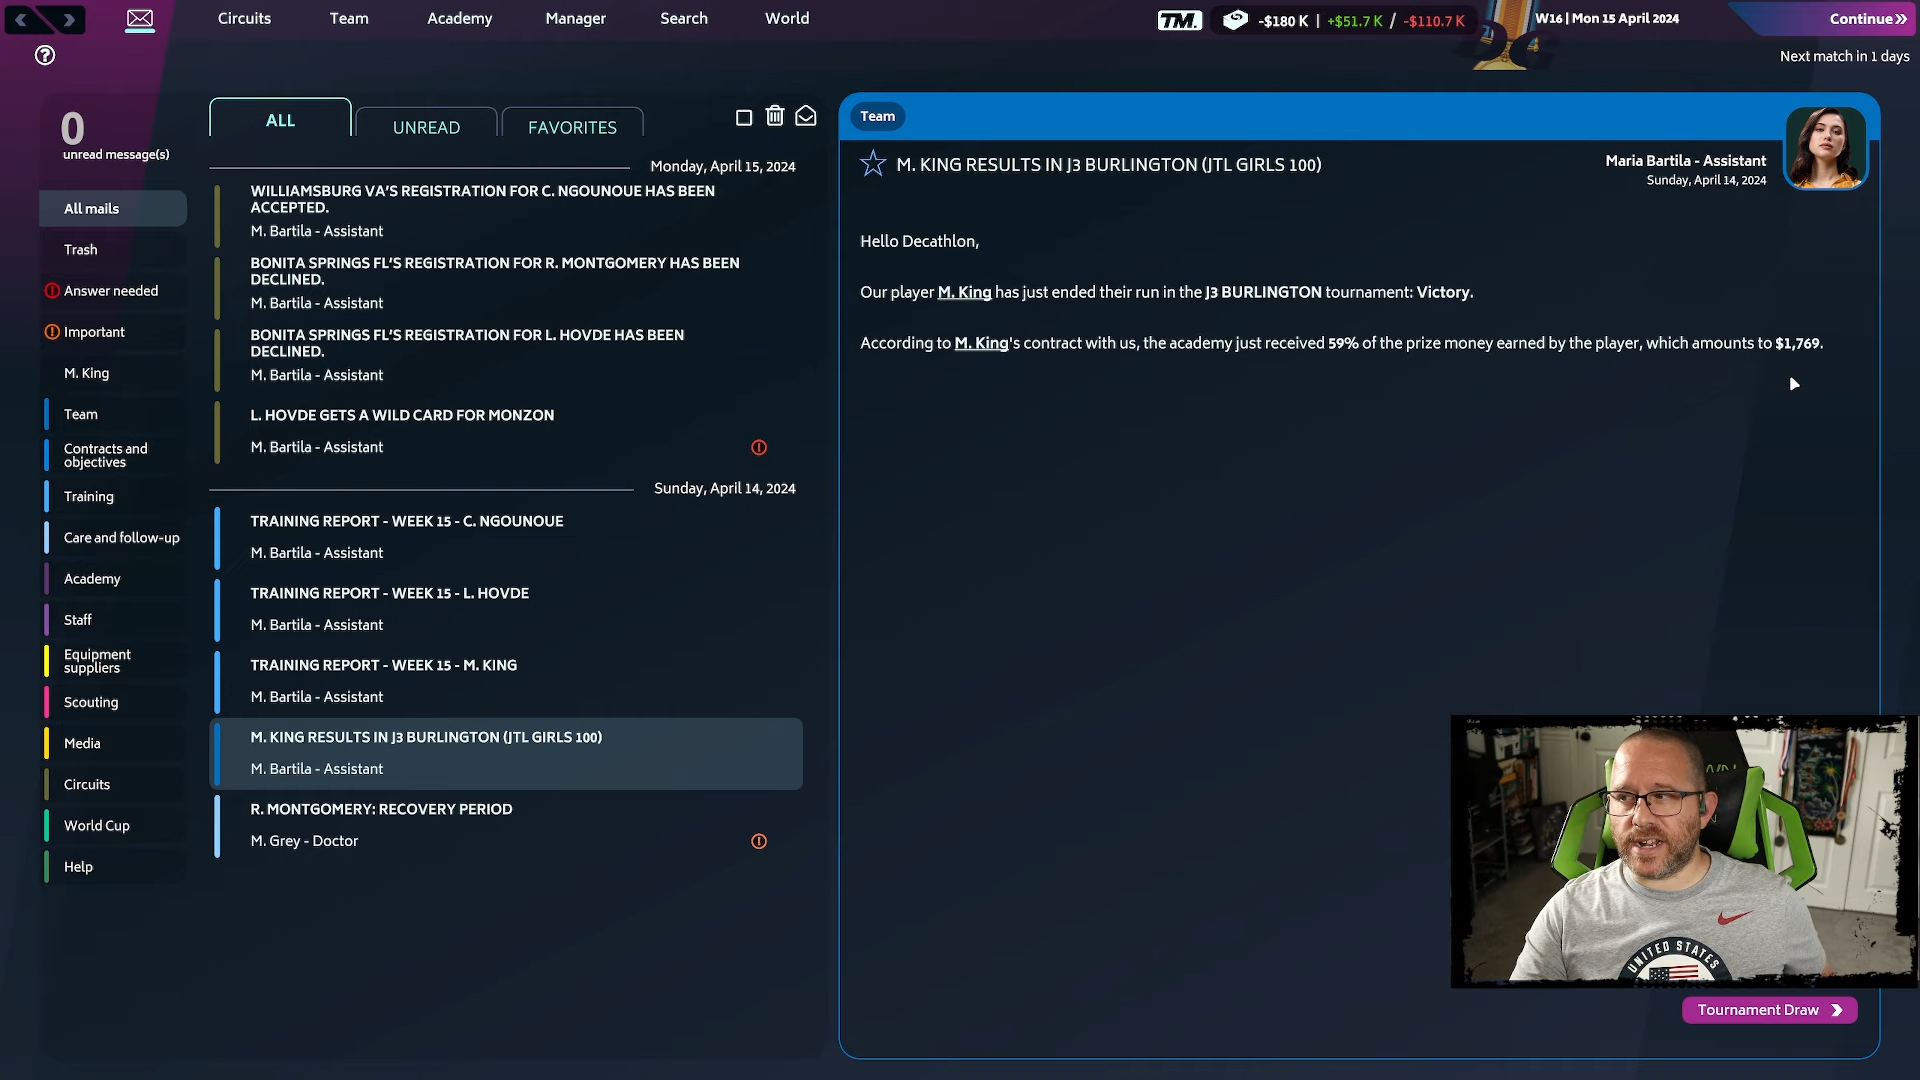 Circuits
Team
Academy
Manager
Search
World
TM.
-$180 K | +$51.7 K / -$110.7 K
W16 | Mon 15 April 2024
Continue
Next match in 1 days
0
unread message(s)
All mails
Trash
Answer needed
Important
M. King
Team
Contracts and
objectives
Training
Care and follow-up
Academy
Staff
Equipment
suppliers
Scouting
Media
Circuits
World Cup
Help
ALL
UNREAD
FAVORITES
Monday, April 15, 2024
WILLIAMSBURG VA'S REGISTRATION FOR C. NGOUNOUE HAS BEEN
ACCEPTED.
M. Bartila - Assistant
BONITA SPRINGS FL'S REGISTRATION FOR R. MONTGOMERY HAS BEEN
DECLINED.
M. Bartila - Assistant
BONITA SPRINGS FL'S REGISTRATION FOR L. HOVDE HAS BEEN
DECLINED.
M. Bartila - Assistant
L. HOVDE GETS A WILD CARD FOR MONZON
M. Bartila - Assistant
Sunday, April 14, 2024
TRAINING REPORT - WEEK 15 - C. NGOUNOUE
M. Bartila - Assistant
TRAINING REPORT - WEEK 15 - L. HOVDE
M. Bartila - Assistant
TRAINING REPORT - WEEK 15 - M. KING
M. Bartila - Assistant
M. KING RESULTS IN J3 BURLINGTON (JTL GIRLS 100)
M. Bartila - Assistant
R. MONTGOMERY: RECOVERY PERIOD
M. Grey - Doctor
Team
M. KING RESULTS IN J3 BURLINGTON (JTL GIRLS 100)
Maria Bartila - Assistant
Sunday, April 14, 2024
Hello Decathlon,
Our player M. King has just ended their run in the J3 BURLINGTON tournament: Victory.
According to M. King's contract with us, the academy just received 59% of the prize money earned by the player, which amounts to $1,769.
UNITED STATES
Tournament Draw